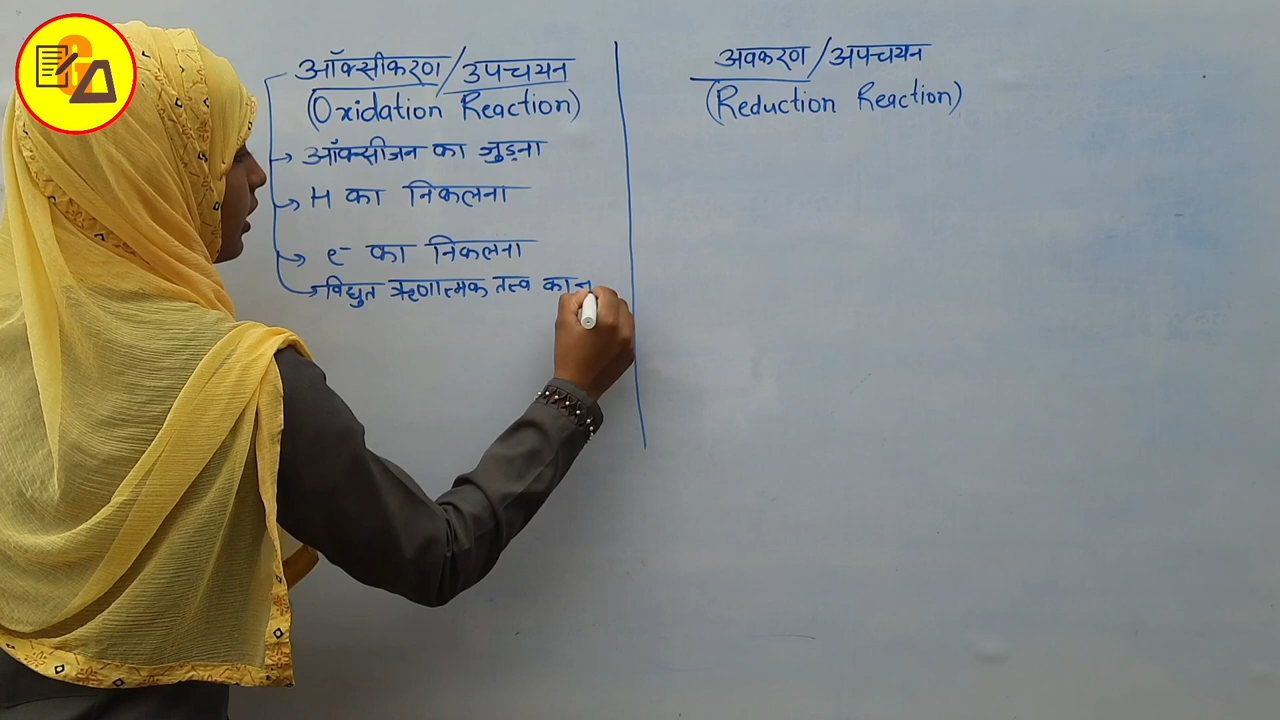 ऑक्सीकरण/उपचयन
(Oxidation Reaction)
ऑक्सीजन का जुड़ना
H का निकलना
e⁻ का निकलना
विद्युत ऋणात्मक तत्व का
अवकरण/अपचयन
(Reduction Reaction)